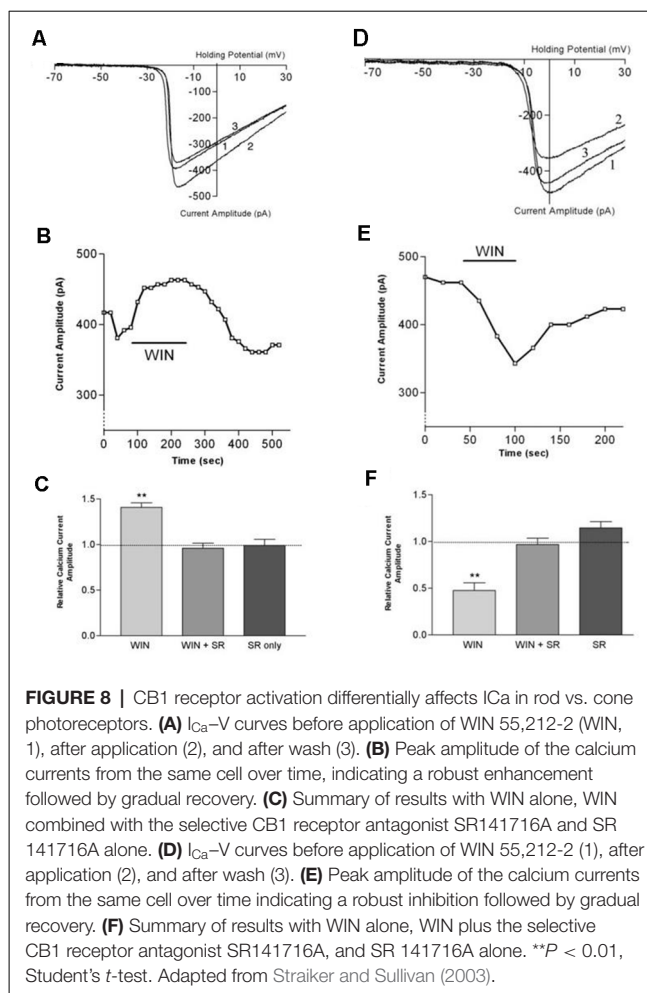 A
Holding Potential (mV)
-70 -50 -30 -10 10 30
-100
-200
-300
-400
-500
3
1
2
Current Amplitude (pA)
D
Holding Potential (mV)
-70 -50 -30 -10 10 30
-200
-400
2
3
1
Current Amplitude (pA)
B
Current Amplitude (pA)
500
400
300
WIN
0 100 200 300 400 500
Time (sec)
E
Current Amplitude (pA)
500
400
300
WIN
0 100 200
Time (sec)
C
Relative Calcium Current
Amplitude
1.5
1.0
0.5
0.0
**
WIN WIN + SR SR only
F
Relative Calcium Current
Amplitude
1.5
1.0
0.5
0.0
**
WIN WIN + SR SR
FIGURE 8 | CB1 receptor activation differentially affects ICa in rod vs. cone
photoreceptors. (A) ICa–V curves before application of WIN 55,212-2 (WIN,
1), after application (2), and after wash (3). (B) Peak amplitude of the calcium
currents from the same cell over time, indicating a robust enhancement
followed by gradual recovery. (C) Summary of results with WIN alone, WIN
combined with the selective CB1 receptor antagonist SR141716A and SR
141716A alone. (D) ICa–V curves before application of WIN 55,212-2 (1), after
application (2), and after wash (3). (E) Peak amplitude of the calcium currents
from the same cell over time indicating a robust inhibition followed by gradual
recovery. (F) Summary of results with WIN alone, WIN plus the selective
CB1 receptor antagonist SR141716A, and SR 141716A alone. **P < 0.01,
Student's t-test. Adapted from Straiker and Sullivan (2003).